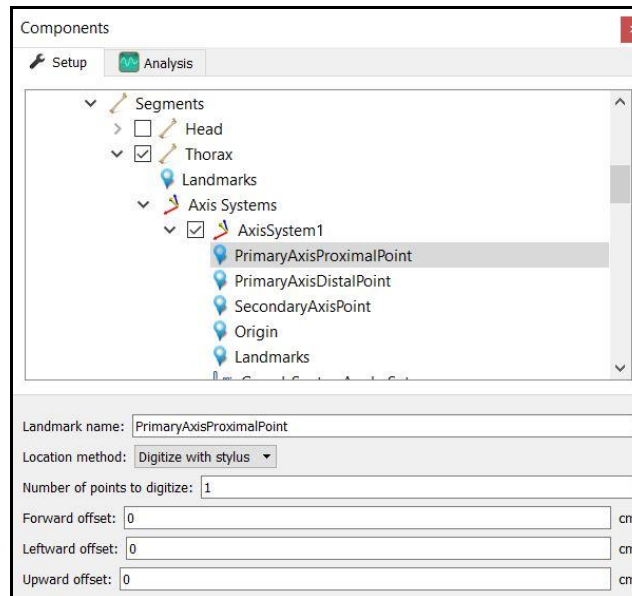 Components
Setup
Analysis
Segments
Head
Thorax
Landmarks
Axis Systems
AxisSystem1
PrimaryAxisProximalPoint
PrimaryAxisDistalPoint
SecondaryAxisPoint
Origin
Landmarks
Landmark name: PrimaryAxisProximalPoint
Location method: Digitize with stylus
Number of points to digitize: 1
Forward offset: 0 cm
Leftward offset: 0 cm
Upward offset: 0 cm